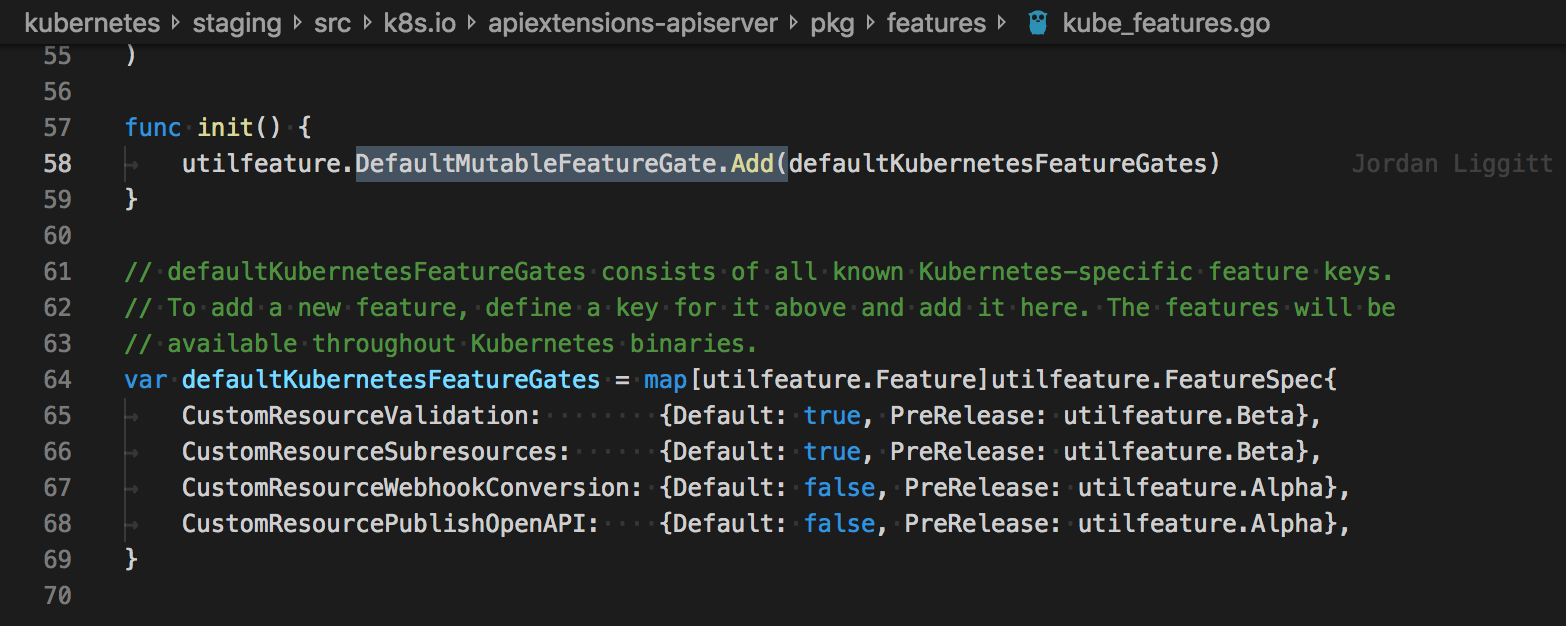 kubernetes › staging › src › k8s.io › apiextensions-apiserver › pkg › features › kube_features.go
55 )
56
57 func init() {
58 utilfeature.DefaultMutableFeatureGate.Add(defaultKubernetesFeatureGates) Jordan Liggitt
59 }
60
61 // defaultKubernetesFeatureGates consists of all known Kubernetes-specific feature keys.
62 // To add a new feature, define a key for it above and add it here. The features will be
63 // available throughout Kubernetes binaries.
64 var defaultKubernetesFeatureGates = map[utilfeature.Feature]utilfeature.FeatureSpec{
65 CustomResourceValidation: {Default: true, PreRelease: utilfeature.Beta},
66 CustomResourceSubresources: {Default: true, PreRelease: utilfeature.Beta},
67 CustomResourceWebhookConversion: {Default: false, PreRelease: utilfeature.Alpha},
68 CustomResourcePublishOpenAPI: {Default: false, PreRelease: utilfeature.Alpha},
69 }
70